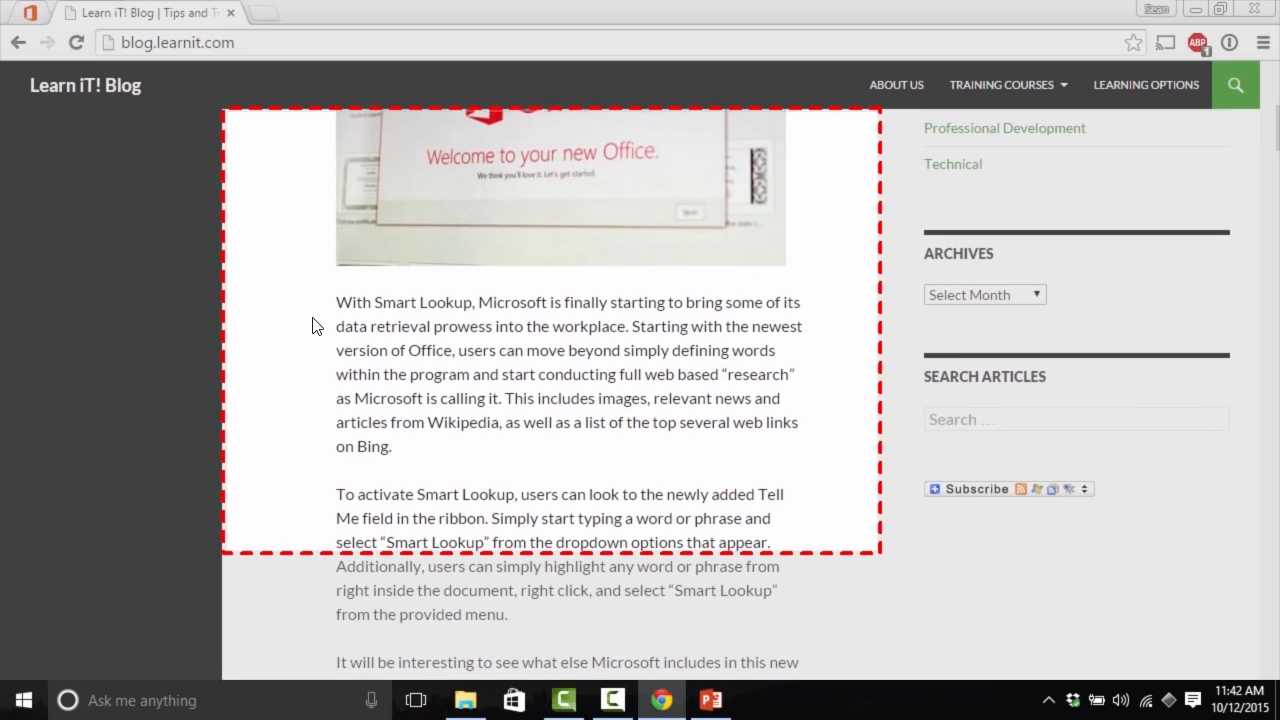 Learn iT! Blog | Tips and T
Sean
blog.learnit.com
ABP
1
Learn iT! Blog
ABOUT US
TRAINING COURSES
LEARNING OPTIONS
Welcome to your new Office.
We think you'll love it. Let's get started.
Next
With Smart Lookup, Microsoft is finally starting to bring some of its
data retrieval prowess into the workplace. Starting with the newest
version of Office, users can move beyond simply defining words
within the program and start conducting full web based “research”
as Microsoft is calling it. This includes images, relevant news and
articles from Wikipedia, as well as a list of the top several web links
on Bing.
To activate Smart Lookup, users can look to the newly added Tell
Me field in the ribbon. Simply start typing a word or phrase and
select “Smart Lookup” from the dropdown options that appear.
Additionally, users can simply highlight any word or phrase from
right inside the document, right click, and select “Smart Lookup”
from the provided menu.
It will be interesting to see what else Microsoft includes in this new
Professional Development
Technical
ARCHIVES
Select Month
SEARCH ARTICLES
Search ...
Subscribe
Ask me anything
11:42 AM
10/12/2015